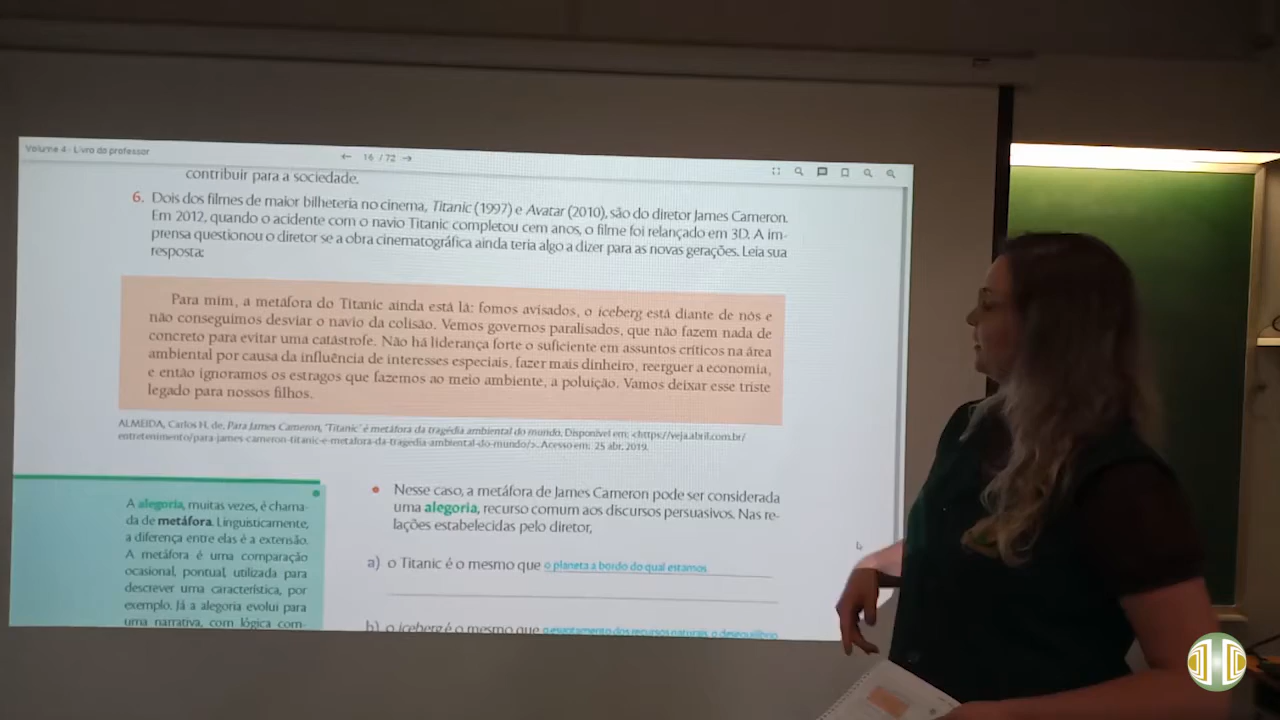 Volume 4 - Livro do professor
← 16 / 72 →
contribuir para a sociedade.
6. Dois dos filmes de maior bilheteria no cinema, Titanic (1997) e Avatar (2010), são do diretor James Cameron.
Em 2012, quando o acidente com o navio Titanic completou cem anos, o filme foi relançado em 3D. A im-
prensa questionou o diretor se a obra cinematográfica ainda teria algo a dizer para as novas gerações. Leia sua
resposta:
Para mim, a metáfora do Titanic ainda está lá: fomos avisados, o iceberg está diante de nós e
não conseguimos desviar o navio da colisão. Vemos governos paralisados, que não fazem nada de
concreto para evitar uma catástrofe. Não há liderança forte o suficiente em assuntos críticos na área
ambiental por causa da influência de interesses especiais, fazer mais dinheiro, reerguer a economia,
e então ignoramos os estragos que fazemos ao meio ambiente, a poluição. Vamos deixar esse triste
legado para nossos filhos.
ALMEIDA, Carlos H. de. Para James Cameron, 'Titanic' é metáfora da tragédia ambiental do mundo. Disponível em: <https://veja.abril.com.br/
entretenimento/para-james-cameron-titanic-e-metafora-da-tragedia-ambiental-do-mundo/>. Acesso em: 25 abr. 2019.
A alegoria, muitas vezes, é chama-
da de metáfora. Linguisticamente,
a diferença entre elas é a extensão.
A metáfora é uma comparação
ocasional, pontual, utilizada para
descrever uma característica, por
exemplo. Já a alegoria evolui para
uma narrativa, com lógica com-
• Nesse caso, a metáfora de James Cameron pode ser considerada
uma alegoria, recurso comum aos discursos persuasivos. Nas re-
lações estabelecidas pelo diretor,
a) o Titanic é o mesmo que o planeta a bordo do qual estamos
b) o iceberg é o mesmo que o esgotamento dos recursos naturais, o desequilíbrio